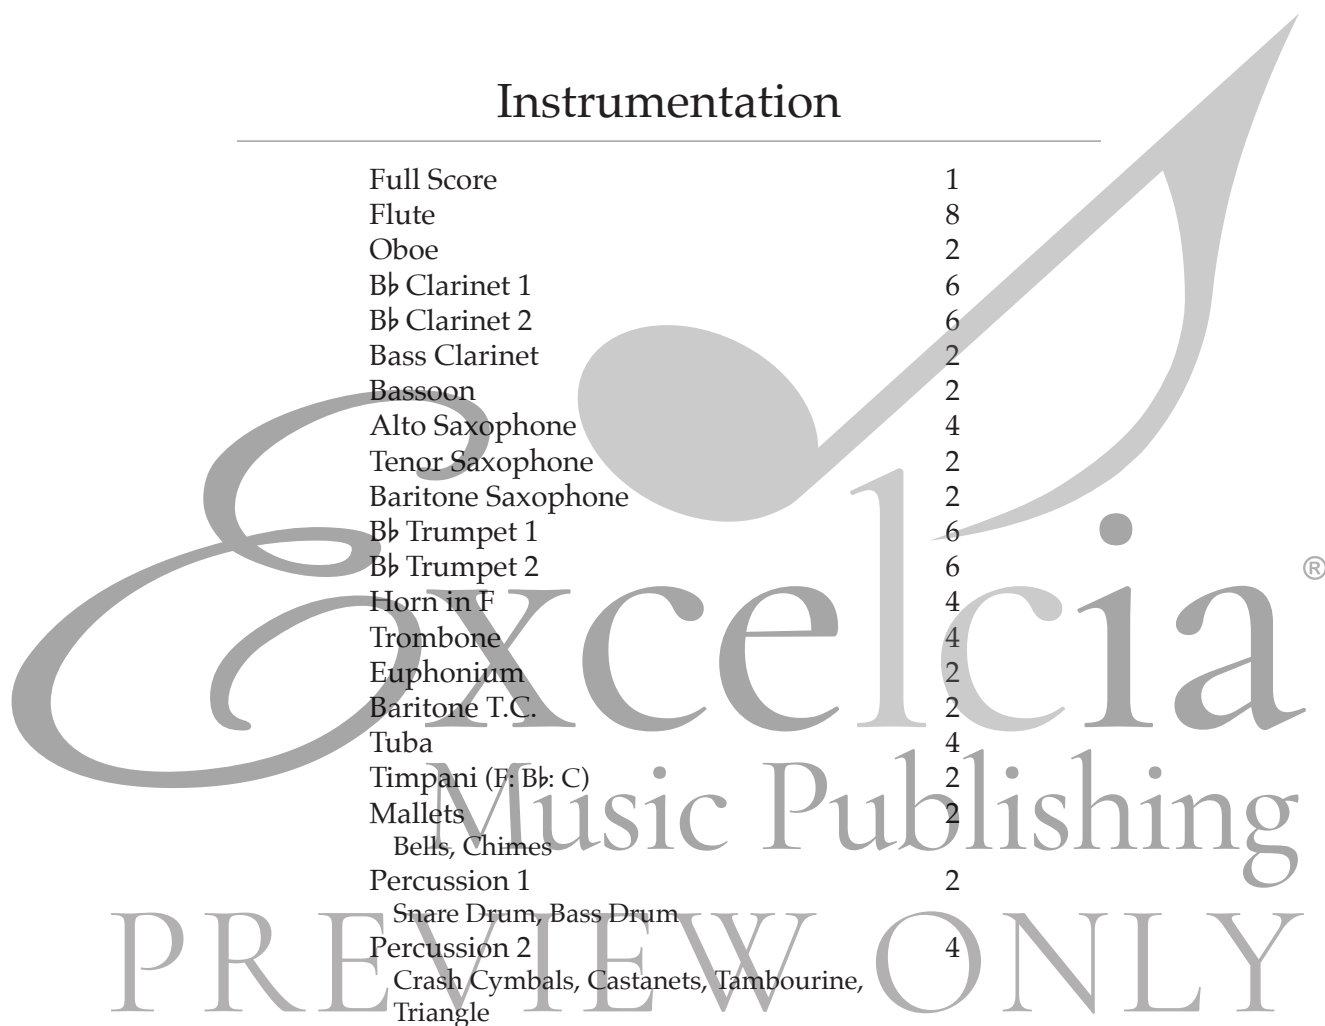 Instrumentation
Full Score 1
Flute 8
Oboe 2
B♭ Clarinet 1 6
B♭ Clarinet 2 6
Bass Clarinet 2
Bassoon 2
Alto Saxophone 4
Tenor Saxophone 2
Baritone Saxophone 2
B♭ Trumpet 1 6
B♭ Trumpet 2 6
Horn in F 4
Trombone 4
Euphonium 2
Baritone T.C. 2
Tuba 4
Timpani (F: B♭: C) 2
Mallets 2
Bells, Chimes
Percussion 1 2
Snare Drum, Bass Drum
Percussion 2 4
Crash Cymbals, Castanets, Tambourine,
Triangle
Excelcia®
Music Publishing
PREVIEW ONLY